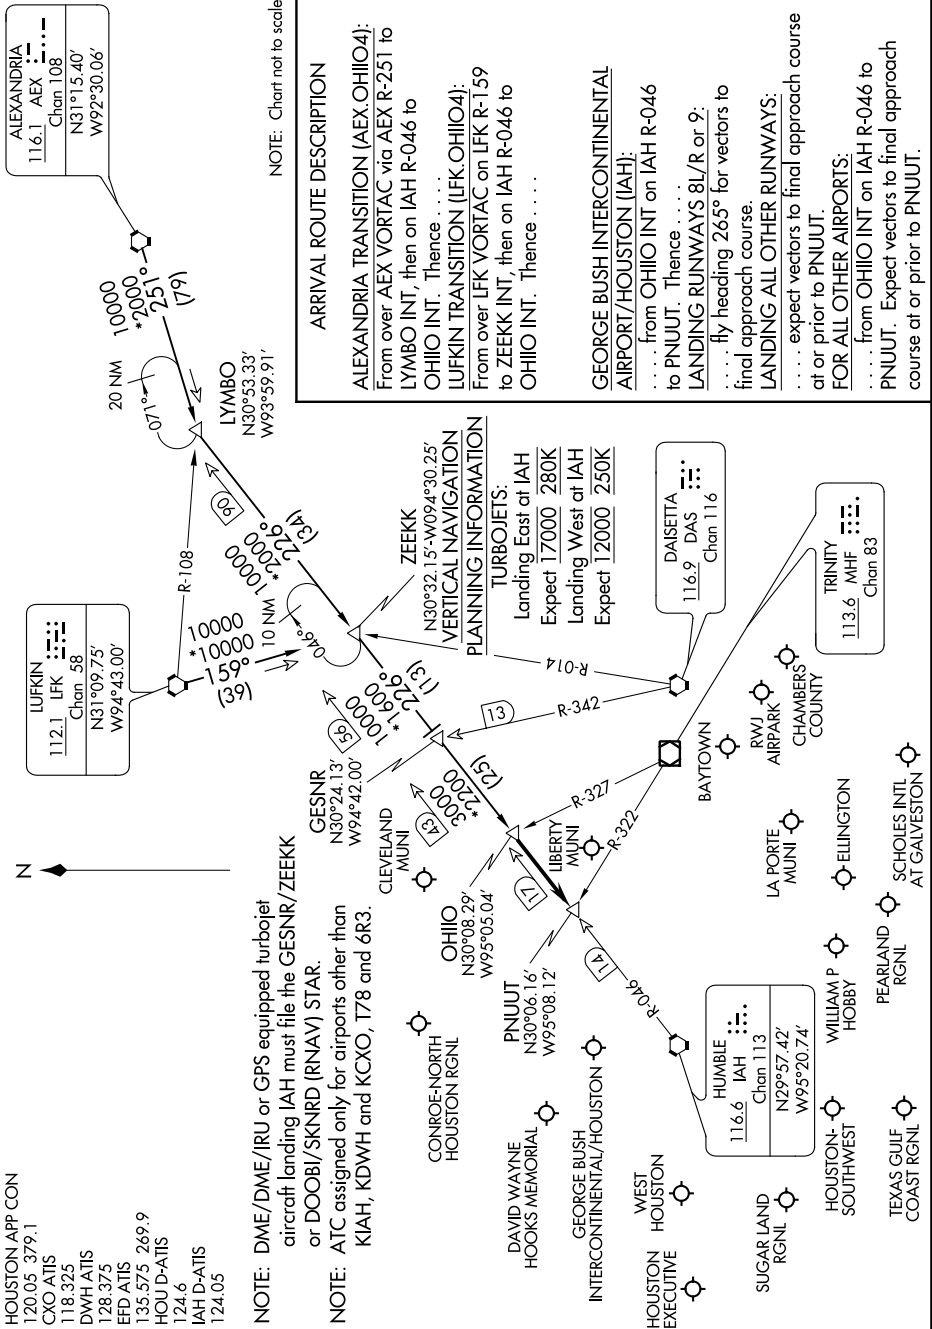 HOUSTON APP CON
120.05 379.1
CXO ATIS
118.325
DWH ATIS
128.375
EFD ATIS
135.575 269.9
HOU D-ATIS
124.6
IAH D-ATIS
124.05
NOTE: DME/DME/IRU or GPS equipped turbojet
aircraft landing IAH must file the GESNR/ZEEKK
or DOOBI/SKNRD (RNAV) STAR.
NOTE: ATC assigned only for airports other than
KIAH, KDWH and KCXO, T78 and 6R3.
N
LUFKIN
112.1 LFK
Chan 58
N31°09.75'
W94°43.00'
ALEXANDRIA
116.1 AEX
Chan 108
N31°15.40'
W92°30.06'
NOTE: Chart not to scale
10000
*2000
251°
(79)
20 NM
071°
LYMBO
N30°53.33'
W93°59.91'
R-108
90
10000
*2000
226°
(34)
10000
*10000
159°
(39)
10 NM
046°
ZEEKK
N30°32.15'-W094°30.25'
VERTICAL NAVIGATION
PLANNING INFORMATION
TURBOJETS:
Landing East at IAH
Expect 17000 280K
Landing West at IAH
Expect 12000 250K
56
10000
*1600
226°
(13)
GESNR
N30°24.13'
W94°42.00'
R-014
R-342
13
43
3000
*2200
(25)
DAISETTA
116.9 DAS
Chan 116
CLEVELAND
MUNI
OHIIO
N30°08.29'
W95°05.04'
17
LIBERTY
MUNI
R-327
R-322
PNUUT
N30°06.16'
W95°08.12'
14
R-046
TRINITY
113.6 MHF
Chan 83
HUMBLE
116.6 IAH
Chan 113
N29°57.42'
W95°20.74'
CONROE-NORTH
HOUSTON RGNL
DAVID WAYNE
HOOKS MEMORIAL
GEORGE BUSH
INTERCONTINENTAL/HOUSTON
WEST
HOUSTON
HOUSTON
EXECUTIVE
SUGAR LAND
RGNL
HOUSTON-
SOUTHWEST
TEXAS GULF
COAST RGNL
WILLIAM P
HOBBY
PEARLAND
RGNL
ELLINGTON
LA PORTE
MUNI
SCHOLES INTL
AT GALVESTON
BAYTOWN
RWJ
AIRPARK
CHAMBERS
COUNTY
ARRIVAL ROUTE DESCRIPTION
ALEXANDRIA TRANSITION (AEX.OHIIO4):
From over AEX VORTAC via AEX R-251 to
LYMBO INT, then on IAH R-046 to
OHIIO INT. Thence . . . .
LUFKIN TRANSITION (LFK.OHIIO4):
From over LFK VORTAC on LFK R-159
to ZEEKK INT, then on IAH R-046 to
OHIIO INT. Thence . . . .
GEORGE BUSH INTERCONTINENTAL
AIRPORT/HOUSTON (IAH):
. . . . from OHIIO INT on IAH R-046
to PNUUT. Thence . . . .
LANDING RUNWAYS 8L/R or 9:
. . . . fly heading 265° for vectors to
final approach course.
LANDING ALL OTHER RUNWAYS:
. . . . expect vectors to final approach course
at or prior to PNUUT.
FOR ALL OTHER AIRPORTS:
. . . . from OHIIO INT on IAH R-046 to
PNUUT. Expect vectors to final approach
course at or prior to PNUUT.